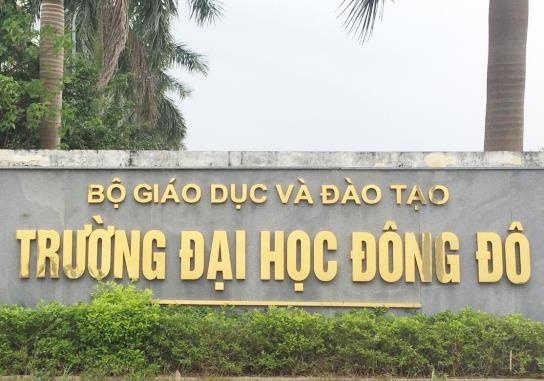 BỘ GIÁO DỤC VÀ ĐÀO TẠO
TRƯỜNG ĐẠI HỌC ĐÔNG ĐÔ